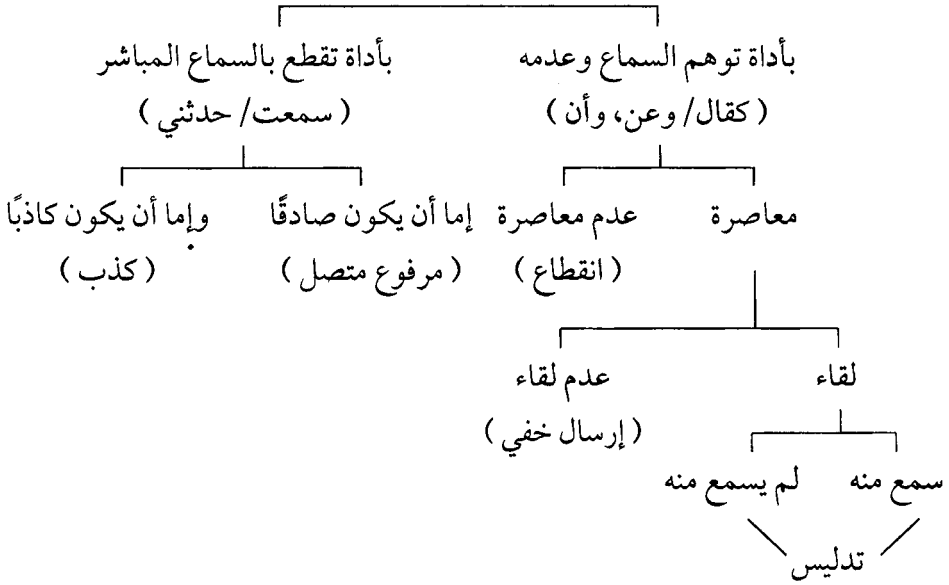 بأداة توهم السماع وعدمه بأداة تقطع بالسماع المباشر
(كقال/ وعن، وأن) (سمعت/ حدثني)
معاصرة عدم معاصرة إما أن يكون صادقًا وإما أن يكون كاذبًا
(انقطاع) (مرفوع متصل) (كذب)
لقاء عدم لقاء
(إرسال خفي)
سمع منه لم يسمع منه
تدليس